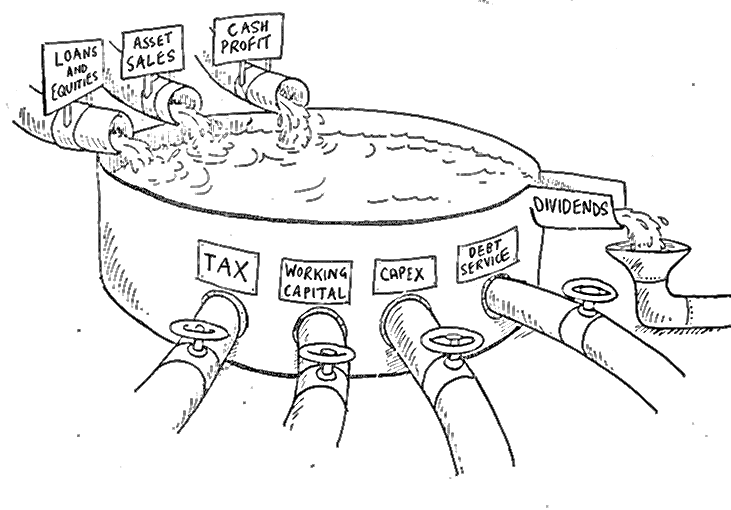 LOANS
AND
EQUITIES
ASSET
SALES
CASH
PROFIT
DIVIDENDS
TAX
WORKING
CAPITAL
CAPEX
DEBT
SERVICE